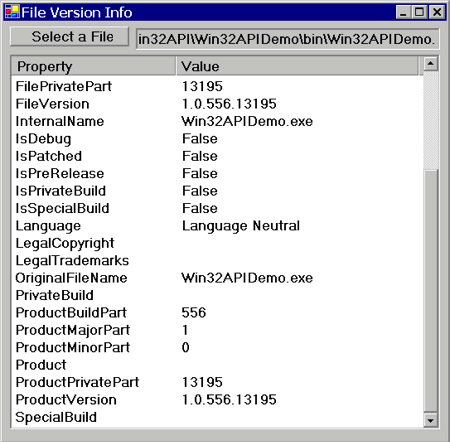 File Version Info
Select a File in32API\Win32APIDemo\bin\Win32APIDemo.
Property Value
FilePrivatePart 13195
FileVersion 1.0.556.13195
InternalName Win32APIDemo.exe
IsDebug False
IsPatched False
IsPreRelease False
IsPrivateBuild False
IsSpecialBuild False
Language Language Neutral
LegalCopyright
LegalTrademarks
OriginalFileName Win32APIDemo.exe
PrivateBuild
ProductBuildPart 556
ProductMajorPart 1
ProductMinorPart 0
Product
ProductPrivatePart 13195
ProductVersion 1.0.556.13195
SpecialBuild